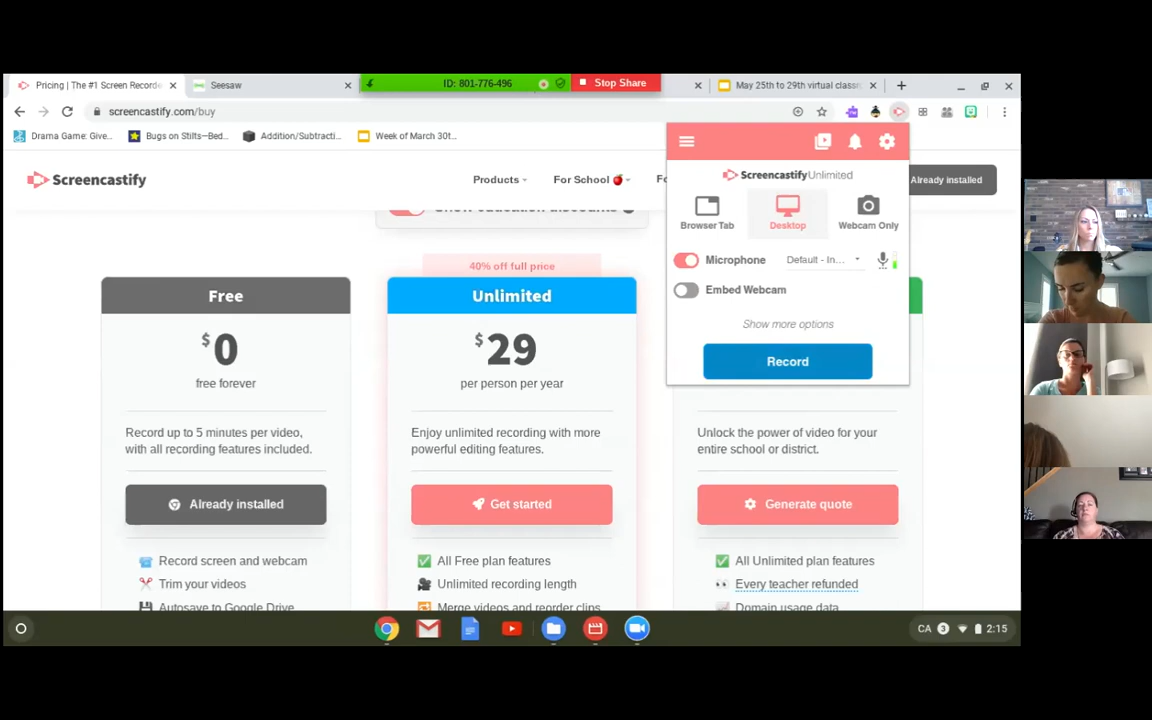 Pricing | The #1 Screen Recorde
Seesaw
ID: 801-776-496
Stop Share
May 25th to 29th virtual class
screencastify.com/buy
Drama Game: Give...
Bugs on Stilts—Bed...
Addition/Subtracti...
Week of March 30t...
Screencastify
Products
For School
Already installed
Screencastify Unlimited
Browser Tab
Desktop
Webcam Only
Microphone
Default - In...
Embed Webcam
Show more options
Record
40% off full price
Free
$0
free forever
Record up to 5 minutes per video,
with all recording features included.
Already installed
Record screen and webcam
Trim your videos
Autosave to Google Drive
Unlimited
$29
per person per year
Enjoy unlimited recording with more
powerful editing features.
Get started
All Free plan features
Unlimited recording length
Merge videos and reorder clips
Unlock the power of video for your
entire school or district.
Generate quote
All Unlimited plan features
Every teacher refunded
Domain usage data
CA 3 2:15